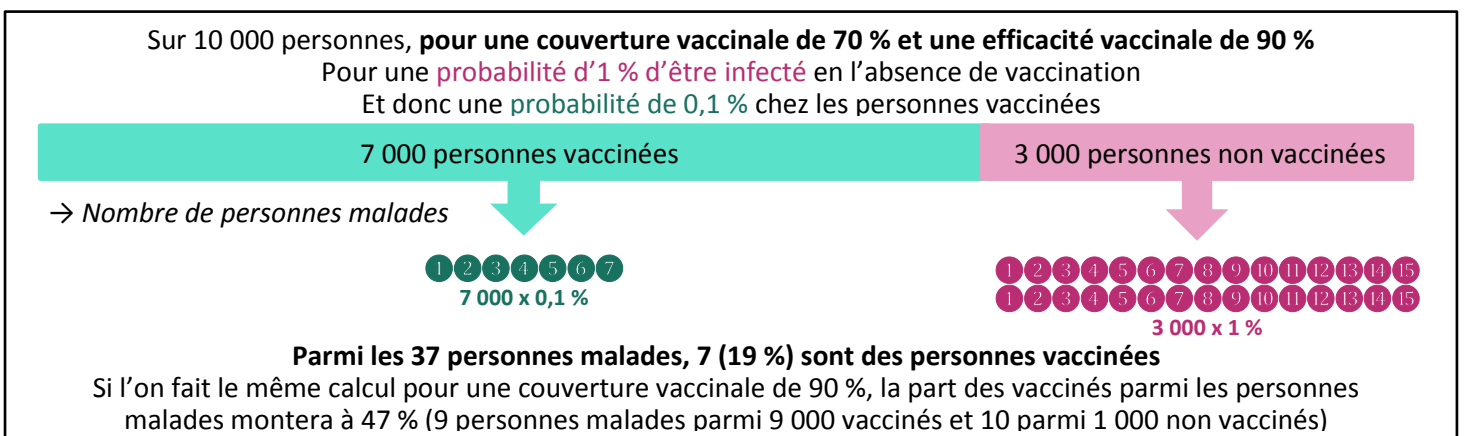 Sur 10 000 personnes, pour une couverture vaccinale de 70 % et une efficacité vaccinale de 90 %
Pour une probabilité d’1 % d’être infecté en l’absence de vaccination
Et donc une probabilité de 0,1 % chez les personnes vaccinées
7 000 personnes vaccinées
3 000 personnes non vaccinées
→ Nombre de personnes malades
1 2 3 4 5 6 7
7 000 x 0,1 %
1 2 3 4 5 6 7 8 9 10 11 12 13 14 15
1 2 3 4 5 6 7 8 9 10 11 12 13 14 15
3 000 x 1 %
Parmi les 37 personnes malades, 7 (19 %) sont des personnes vaccinées
Si l’on fait le même calcul pour une couverture vaccinale de 90 %, la part des vaccinés parmi les personnes
malades montera à 47 % (9 personnes malades parmi 9 000 vaccinés et 10 parmi 1 000 non vaccinés)